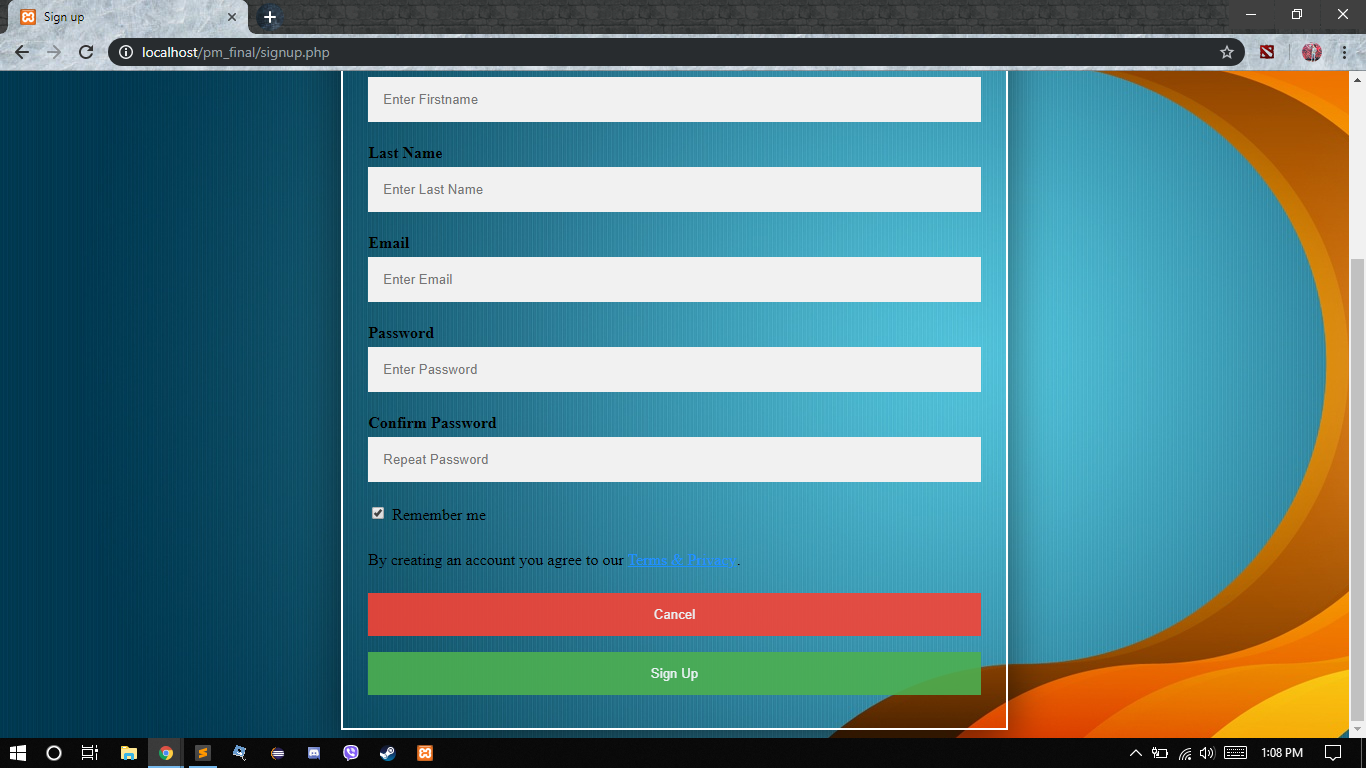 Sign up
localhost/pm_final/signup.php
Enter Firstname
Last Name
Enter Last Name
Email
Enter Email
Password
Enter Password
Confirm Password
Repeat Password
Remember me
By creating an account you agree to our Terms & Privacy.
Cancel
Sign Up
1:08 PM